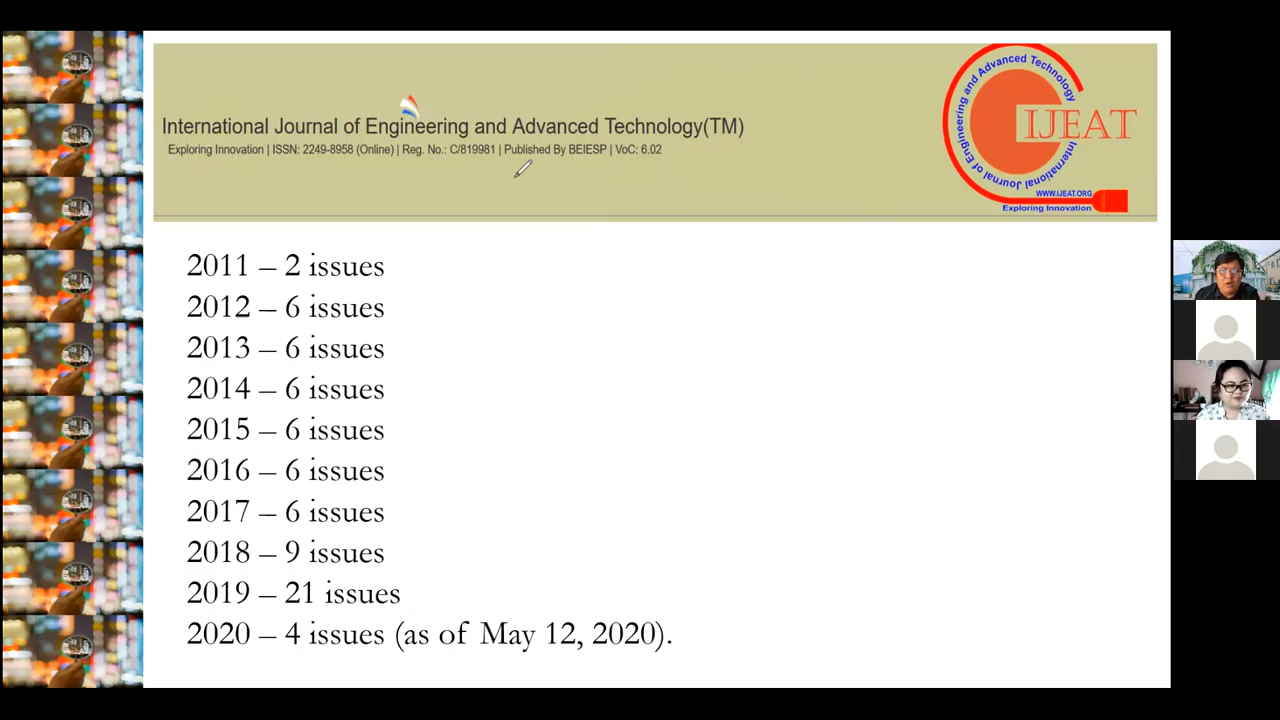 International Journal of Engineering and Advanced Technology(TM)
Exploring Innovation | ISSN: 2249-8958 (Online) | Reg. No.: C/819981 | Published By BEIESP | VoC: 6.02
International Journal of Engineering and Advanced Technology
IJEAT
WWW.IJEAT.ORG
Exploring Innovation
2011 – 2 issues
2012 – 6 issues
2013 – 6 issues
2014 – 6 issues
2015 – 6 issues
2016 – 6 issues
2017 – 6 issues
2018 – 9 issues
2019 – 21 issues
2020 – 4 issues (as of May 12, 2020).